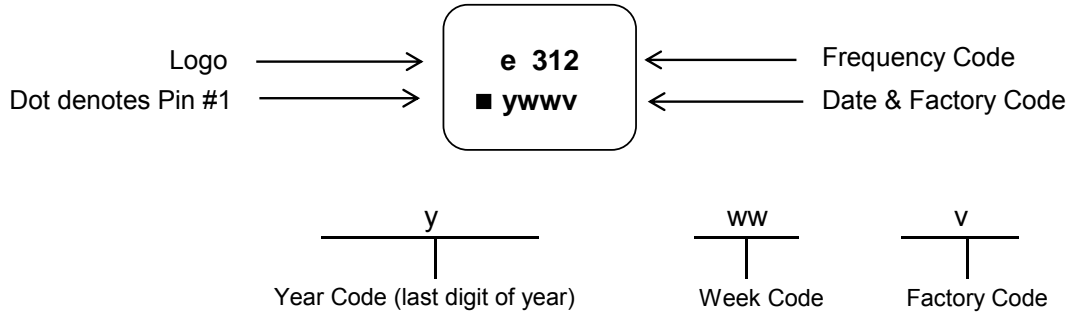 Logo
e 312
Frequency Code
Dot denotes Pin #1
■ ywwv
Date & Factory Code
y
ww
v
Year Code (last digit of year)
Week Code
Factory Code